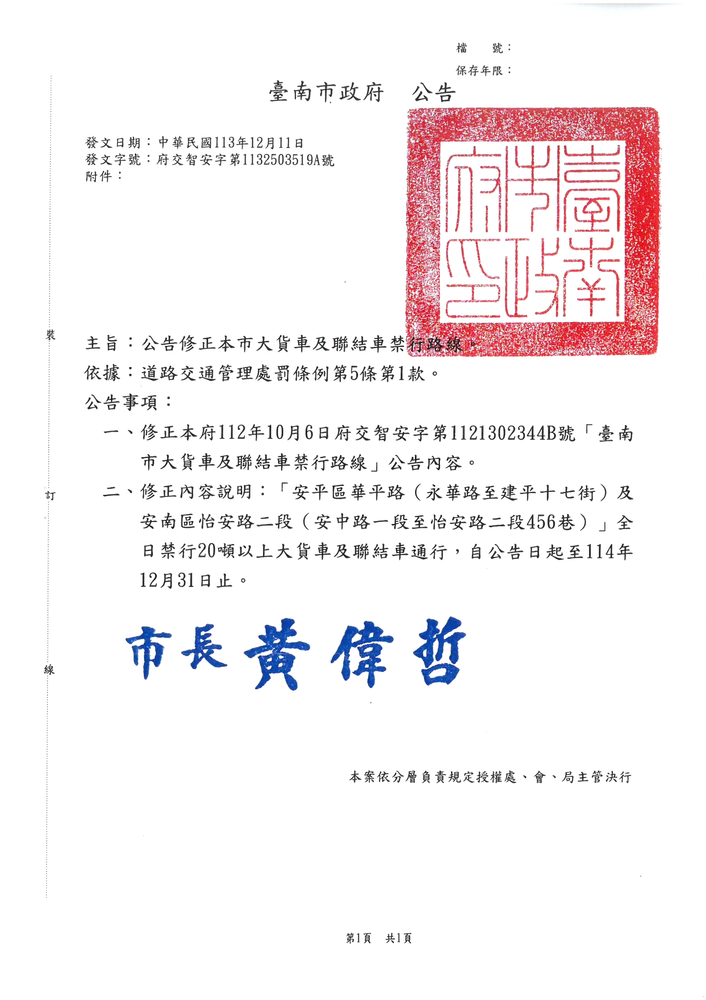 檔　　號：
保存年限：
臺南市政府　公告
發文日期：中華民國113年12月11日
發文字號：府交智安字第1132503519A號
附件：
臺南市政府印
主旨：公告修正本市大貨車及聯結車禁行路線。
依據：道路交通管理處罰條例第5條第1款。
公告事項：
一、修正本府112年10月6日府交智安字第1121302344B號「臺南
市大貨車及聯結車禁行路線」公告內容。
二、修正內容說明：「安平區華平路（永華路至建平十七街）及
安南區怡安路二段（安中路一段至怡安路二段456巷）」全
日禁行20噸以上大貨車及聯結車通行，自公告日起至114年
12月31日止。
市長黃偉哲
本案依分層負責規定授權處、會、局主管決行
裝
訂
線
第1頁　共1頁